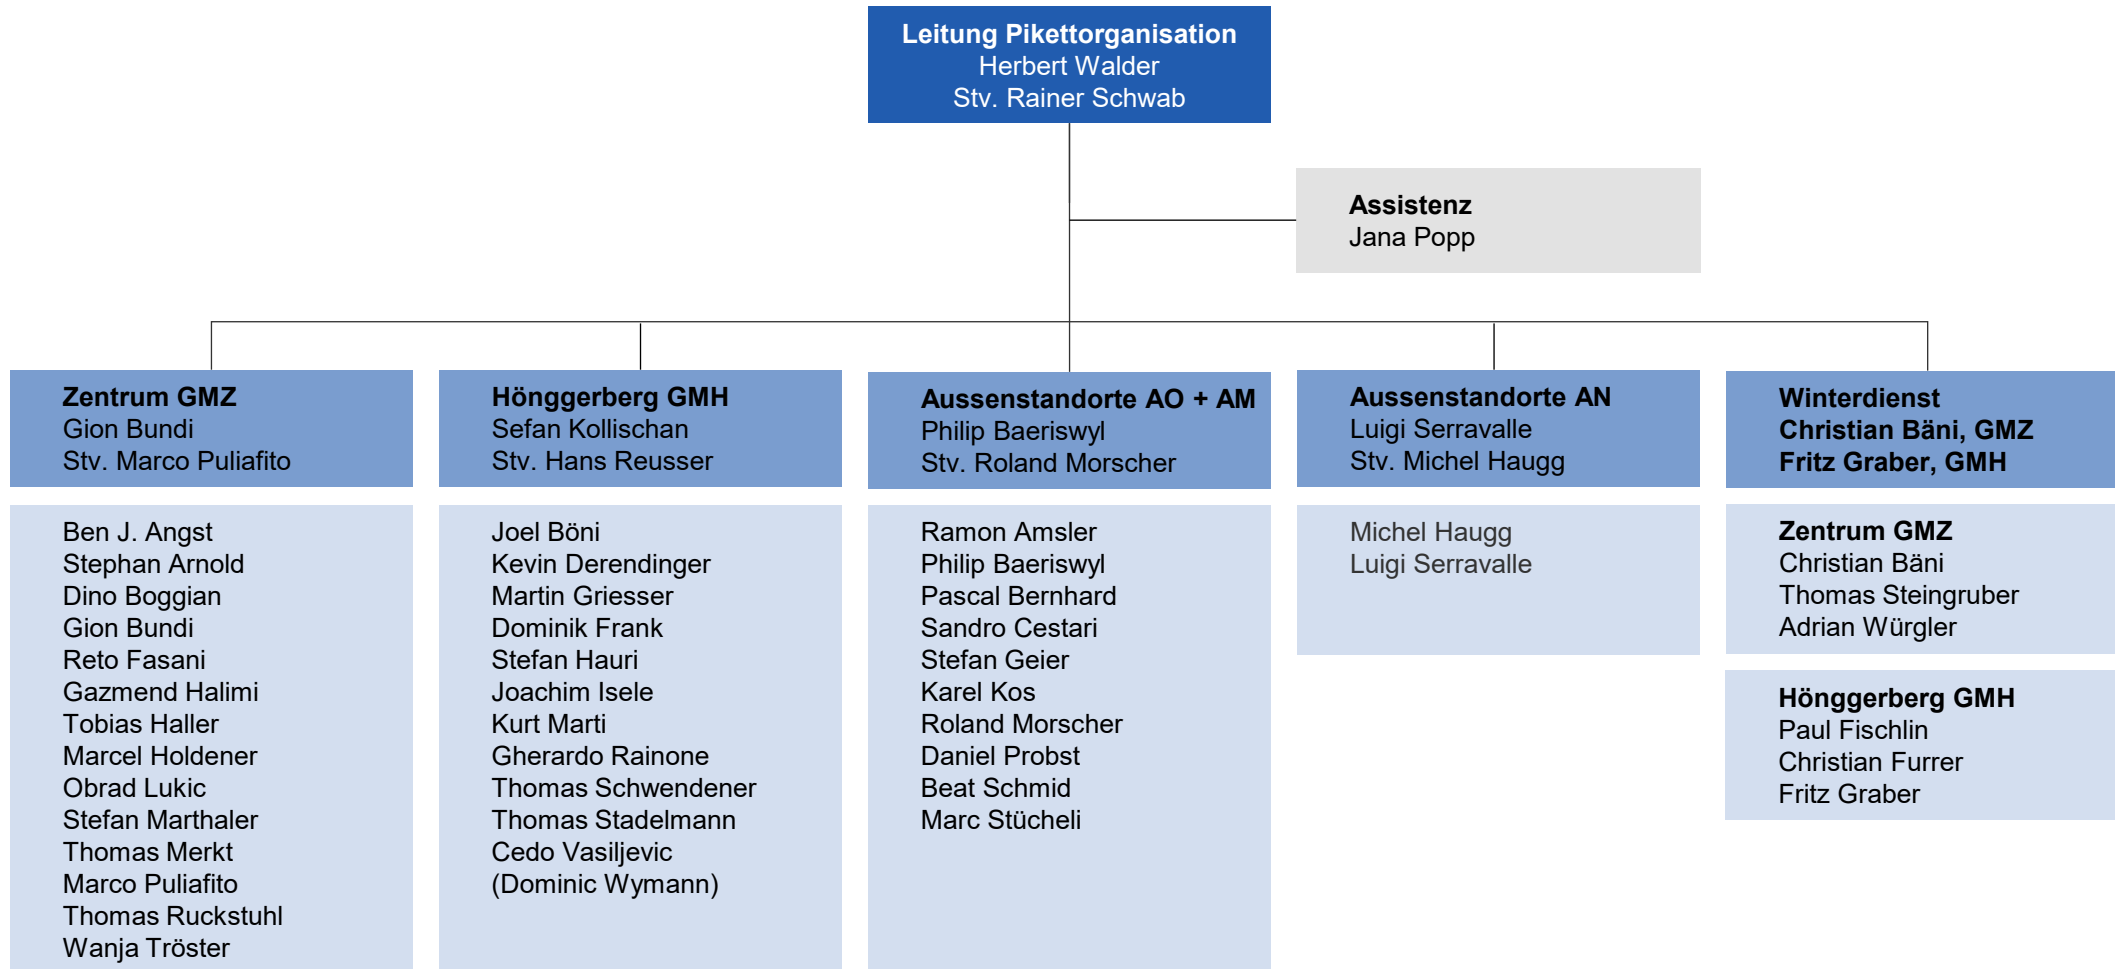 Leitung Pikettorganisation
Herbert Walder
Stv. Rainer Schwab
Assistenz
Jana Popp
Zentrum GMZ
Gion Bundi
Stv. Marco Puliafito
Ben J. Angst
Stephan Arnold
Dino Boggian
Gion Bundi
Reto Fasani
Gazmend Halimi
Tobias Haller
Marcel Holdener
Obrad Lukic
Stefan Marthaler
Thomas Merkt
Marco Puliafito
Thomas Ruckstuhl
Wanja Tröster
Hönggerberg GMH
Sefan Kollischan
Stv. Hans Reusser
Joel Böni
Kevin Derendinger
Martin Griesser
Dominik Frank
Stefan Hauri
Joachim Isele
Kurt Marti
Gherardo Rainone
Thomas Schwendener
Thomas Stadelmann
Cedo Vasiljevic
(Dominic Wymann)
Aussenstandorte AO + AM
Philip Baeriswyl
Stv. Roland Morscher
Ramon Amsler
Philip Baeriswyl
Pascal Bernhard
Sandro Cestari
Stefan Geier
Karel Kos
Roland Morscher
Daniel Probst
Beat Schmid
Marc Stücheli
Aussenstandorte AN
Luigi Serravalle
Stv. Michel Haugg
Michel Haugg
Luigi Serravalle
Winterdienst
Christian Bäni, GMZ
Fritz Graber, GMH
Zentrum GMZ
Christian Bäni
Thomas Steingruber
Adrian Würgler
Hönggerberg GMH
Paul Fischlin
Christian Furrer
Fritz Graber